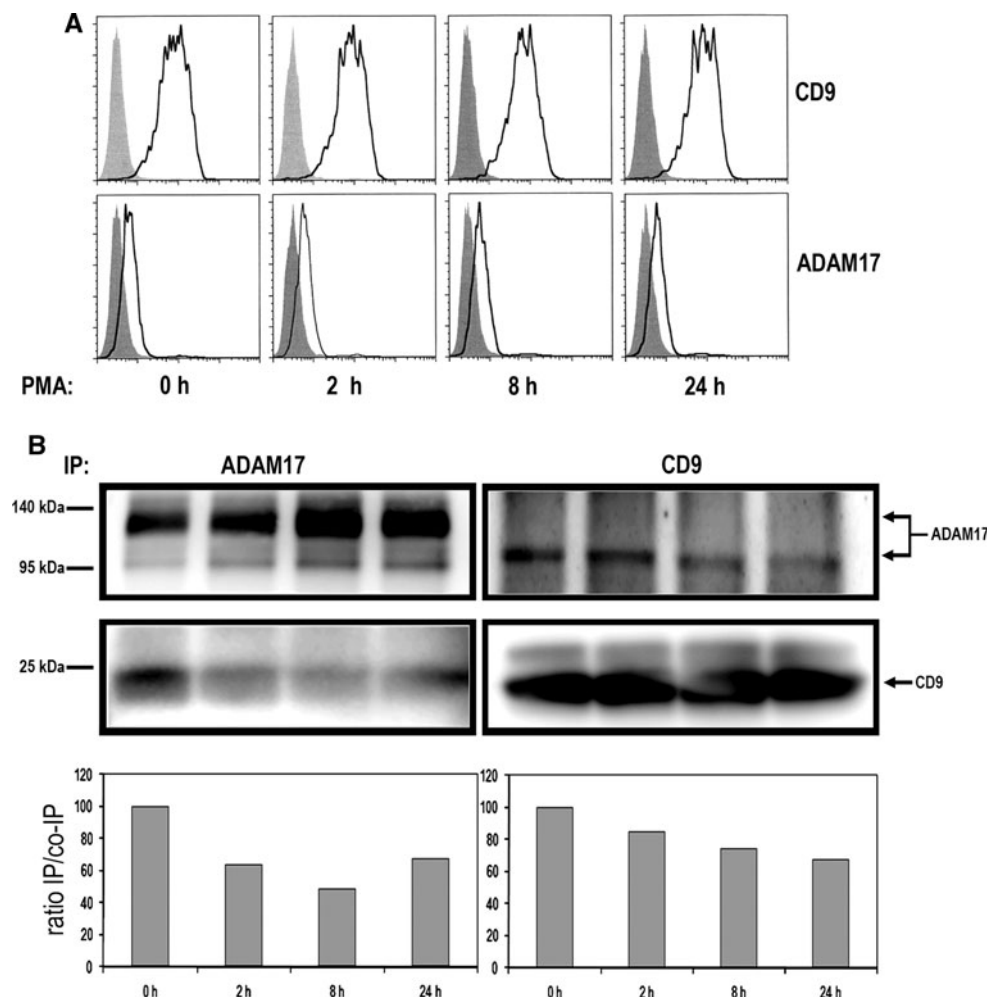 A
CD9
ADAM17
PMA: 0 h 2 h 8 h 24 h
B
IP: ADAM17 CD9
140 kDa
95 kDa
ADAM17
25 kDa
CD9
ratio IP/co-IP
120
100
80
60
40
20
0
0 h 2 h 8 h 24 h
120
100
80
60
40
20
0
0 h 2 h 8 h 24 h